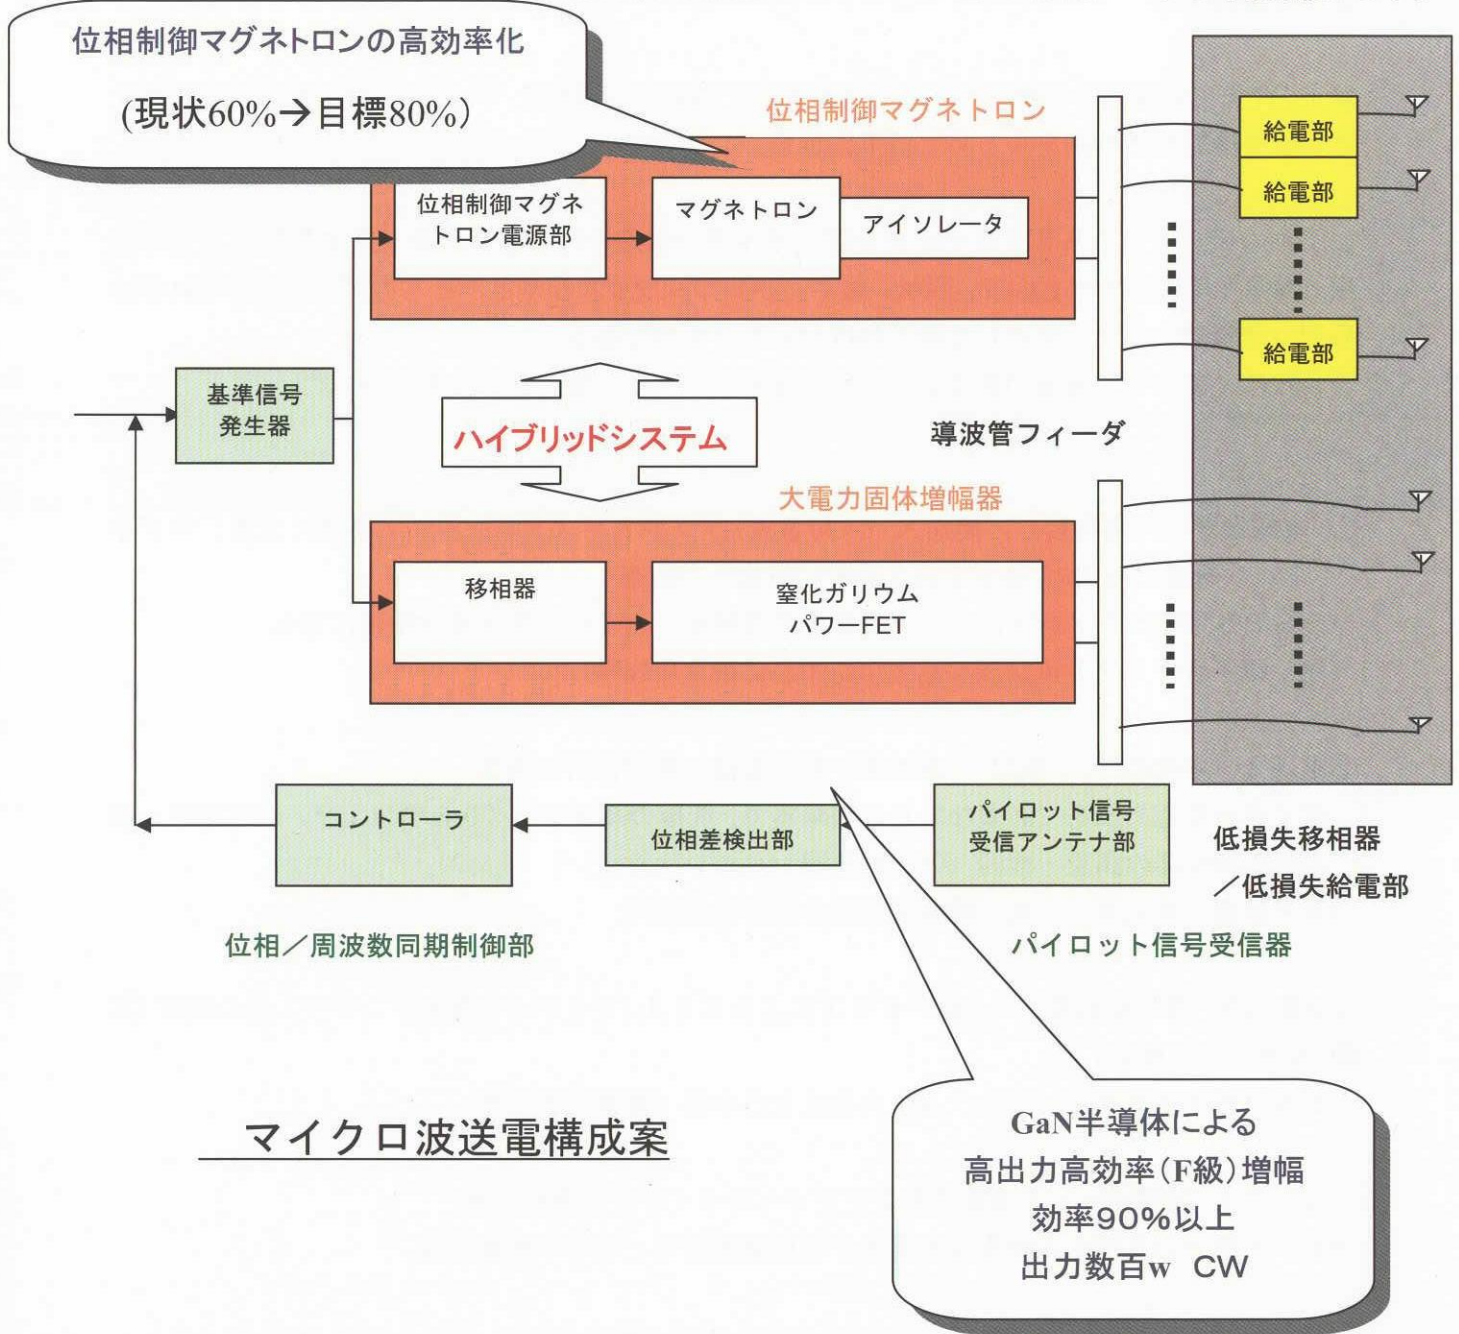 位相制御マグネトロンの高効率化
(現状60%→目標80%)
位相制御マグネトロン
位相制御マグネ
トロン電源部
マグネトロン
アイソレータ
給電部
給電部
給電部
基準信号
発生器
ハイブリッドシステム
導波管フィーダ
大電力固体増幅器
移相器
窒化ガリウム
パワーFET
コントローラ
位相差検出部
パイロット信号
受信アンテナ部
低損失移相器
／低損失給電部
位相／周波数同期制御部
パイロット信号受信器
マイクロ波送電構成案
GaN半導体による
高出力高効率(F級)増幅
効率90%以上
出力数百w CW